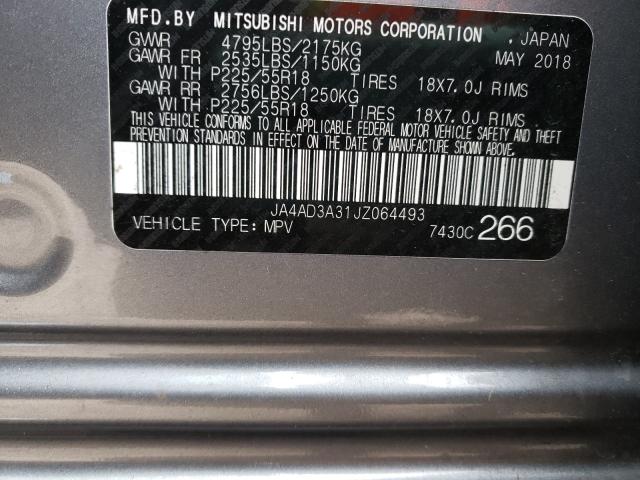 MFD.BY MITSUBISHI MOTORS CORPORATION , JAPAN
GVWR 4795LBS/2175KG MAY 2018
GAWR FR 2535LBS/1150KG
WITH P225/55R18 TIRES 18X7.0J RIMS
GAWR RR 2756LBS/1250KG
WITH P225/55R18 TIRES 18X7.0J RIMS
THIS VEHICLE CONFORMS TO ALL APPLICABLE FEDERAL MOTOR VEHICLE SAFETY AND THEFT
PREVENTION STANDARDS IN EFFECT ON THE DATE OF MANUFACTURE SHOWN ABOVE.
JA4AD3A31JZ064493
VEHICLE TYPE: MPV 7430C 266